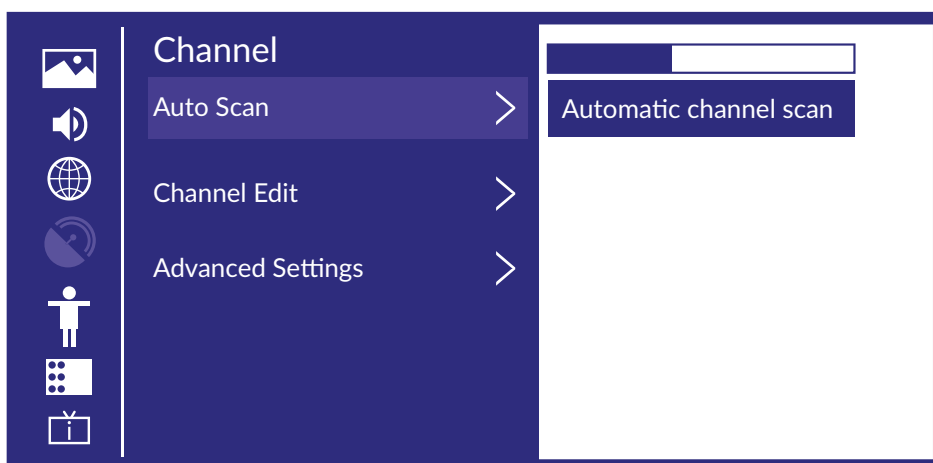 Channel
Auto Scan
Automatic channel scan
Channel Edit
Advanced Settings